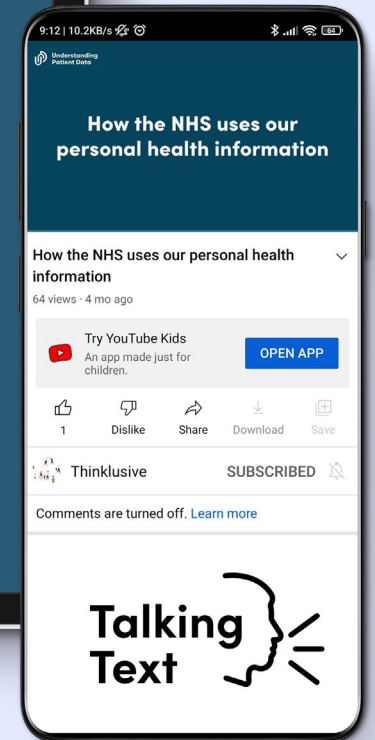 9:12 | 10.2KB/s
64
Understanding
Patient Data
How the NHS uses our
personal health information
How the NHS uses our personal health
information
64 views · 4 mo ago
Try YouTube Kids
An app made just for
children.
OPEN APP
1
Dislike
Share
Download
Save
Thinklusive
SUBSCRIBED
Comments are turned off. Learn more
Talking
Text